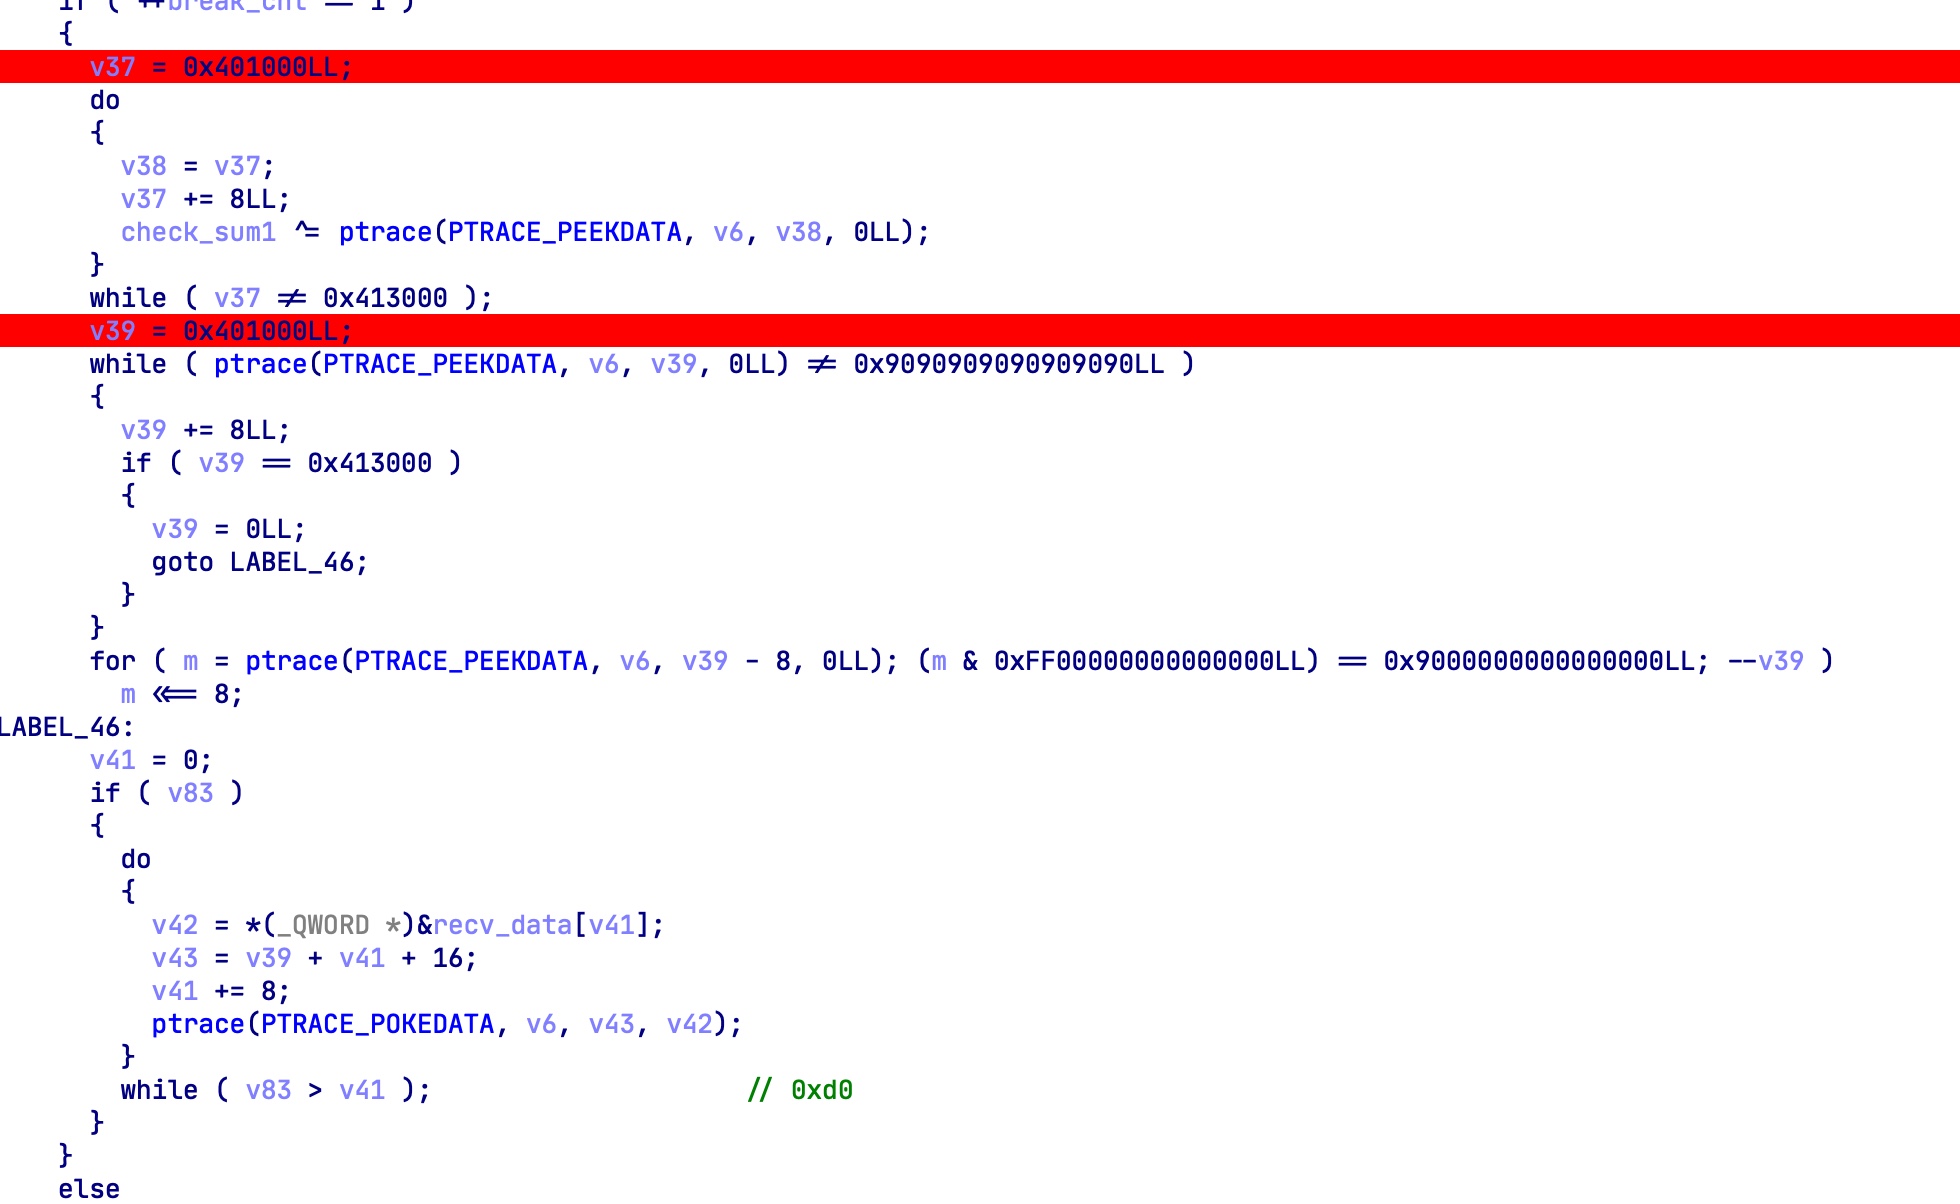 if ( ++break_cnt == 1 )
{
v37 = 0x401000LL;
do
{
v38 = v37;
v37 += 8LL;
check_sum1 ^= ptrace(PTRACE_PEEKDATA, v6, v38, 0LL);
}
while ( v37 != 0x413000 );
v39 = 0x401000LL;
while ( ptrace(PTRACE_PEEKDATA, v6, v39, 0LL) != 0x9090909090909090LL )
{
v39 += 8LL;
if ( v39 == 0x413000 )
{
v39 = 0LL;
goto LABEL_46;
}
}
for ( m = ptrace(PTRACE_PEEKDATA, v6, v39 - 8, 0LL); (m & 0xFF00000000000000LL) == 0x9000000000000000LL; --v39 )
m <<= 8;
LABEL_46:
v41 = 0;
if ( v83 )
{
do
{
v42 = *(_QWORD *)&recv_data[v41];
v43 = v39 + v41 + 16;
v41 += 8;
ptrace(PTRACE_POKEDATA, v6, v43, v42);
}
while ( v83 > v41 ); // 0xd0
}
}
else